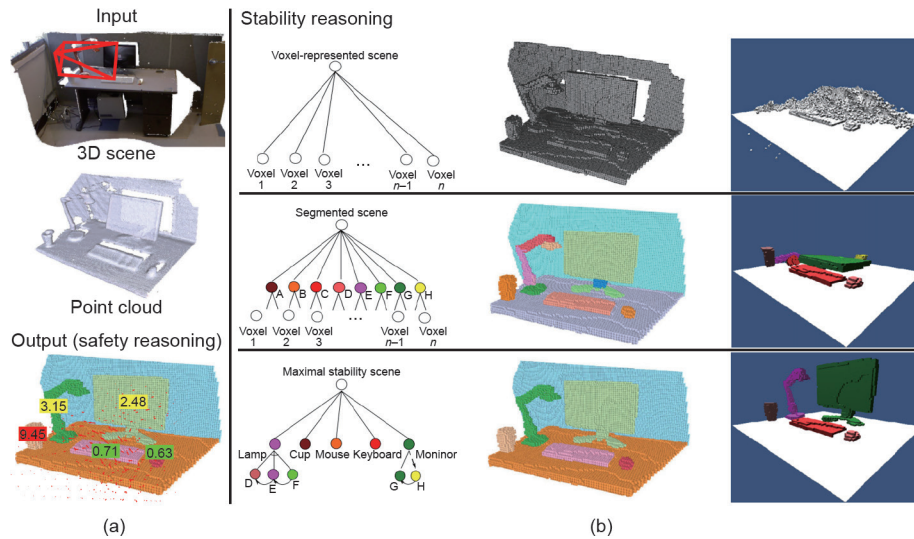 Input
3D scene
Point cloud
Output (safety reasoning)
3.15
2.48
9.45
0.71
0.63
(a)
Stability reasoning
Voxel-represented scene
...
Voxel Voxel Voxel Voxel Voxel
1 2 3 n–1 n
Segmented scene
A B C D E F G H
...
Voxel Voxel Voxel Voxel Voxel
1 2 3 n–1 n
Maximal stability scene
Lamp Cup Mouse Keyboard Moninor
D E F G H
(b)